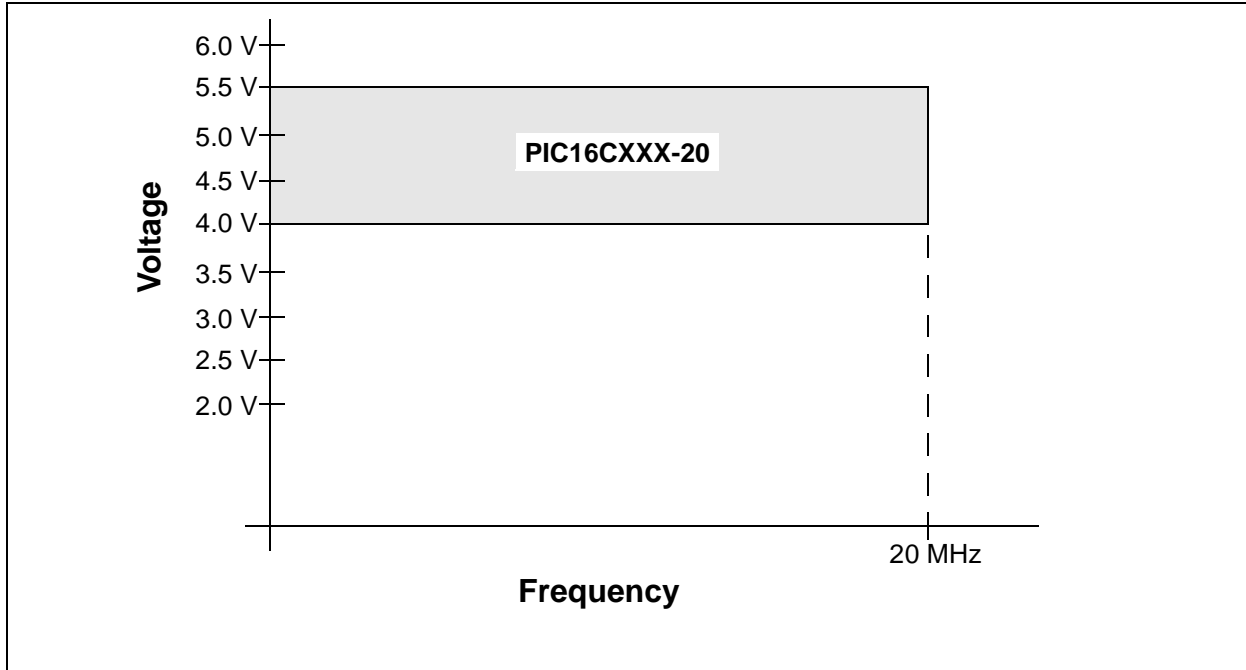 6.0 V
5.5 V
5.0 V
PIC16CXXX-20
4.5 V
4.0 V
Voltage
3.5 V
3.0 V
2.5 V
2.0 V
20 MHz
Frequency